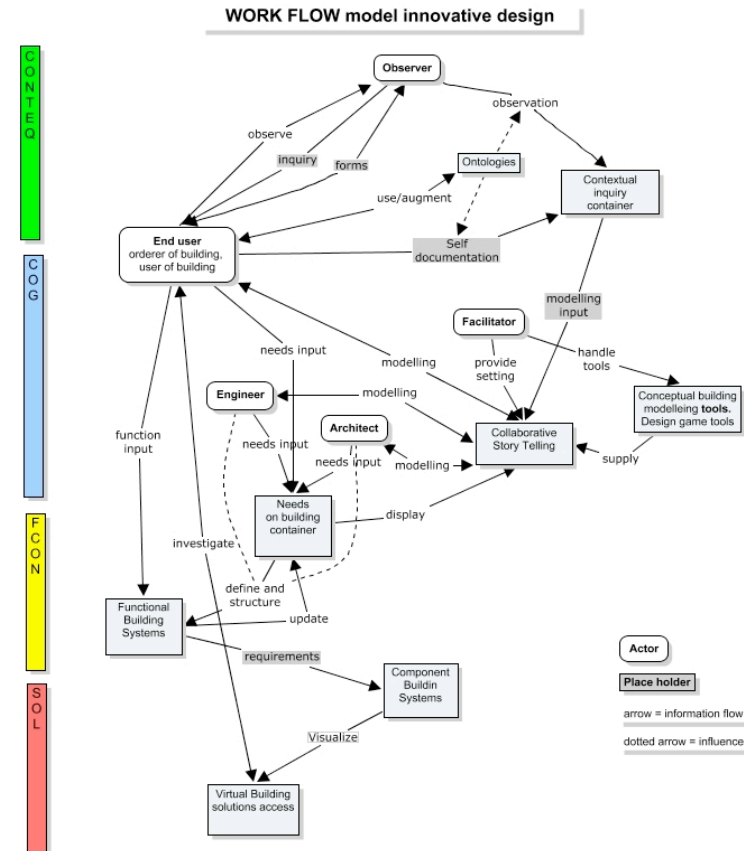 WORK FLOW model innovative design
CONTEQ
Observer
observation
observe
inquiry
forms
Ontologies
use/augment
Contextual
inquiry
container
End user
orderer of building,
user of building
Self
documentation
COG
modelling
input
Facilitator
needs input
modelling
provide
setting
handle
tools
Engineer
modelling
Conceptual building
modelleing tools.
Design game tools
Architect
function
input
needs input
needs input
modelling
Collaborative
Story Telling
supply
Needs
on building
container
display
FCON
investigate
define and
structure
update
Functional
Building
Systems
requirements
Component
Buildin
Systems
Actor
Place holder
arrow = information flow
dotted arrow = influence
SOL
Visualize
Virtual Building
solutions access